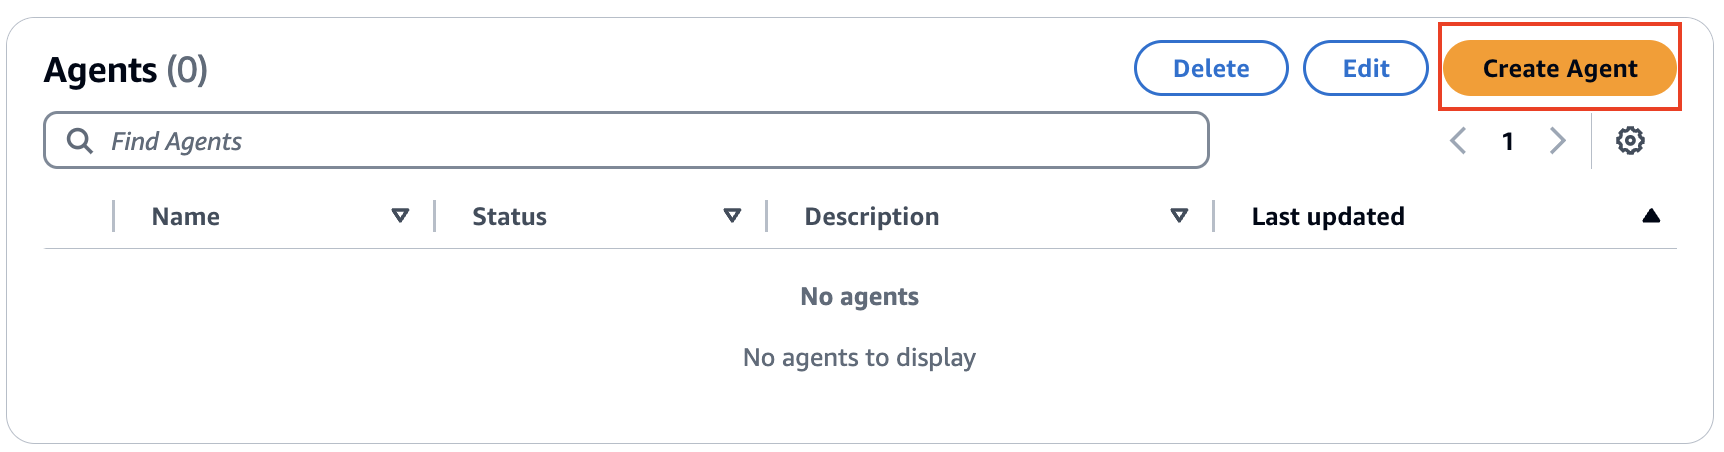 Agents (0)
Delete
Edit
Create Agent
Find Agents
1
Name
Status
Description
Last updated
No agents
No agents to display